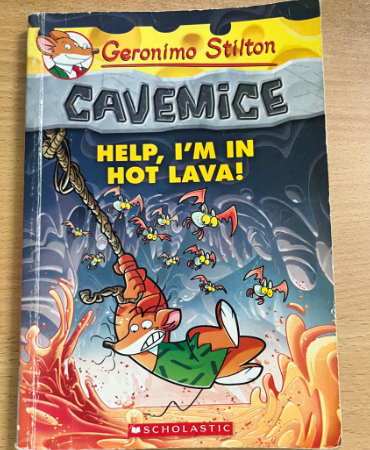 Geronimo Stilton
CAVEMICE
HELP, I'M IN
HOT LAVA!
SCHOLASTIC